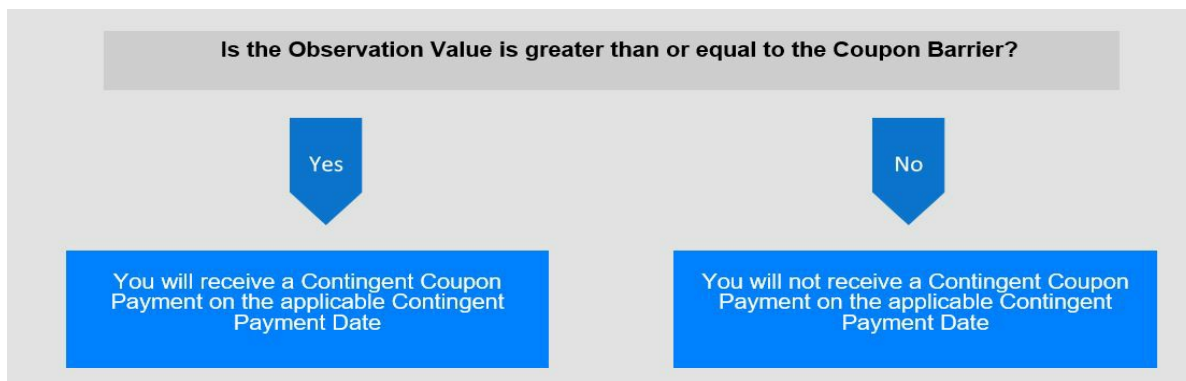 Is the Observation Value is greater than or equal to the Coupon Barrier?
Yes
No
You will receive a Contingent Coupon
Payment on the applicable Contingent
Payment Date
You will not receive a Contingent Coupon
Payment on the applicable Contingent
Payment Date